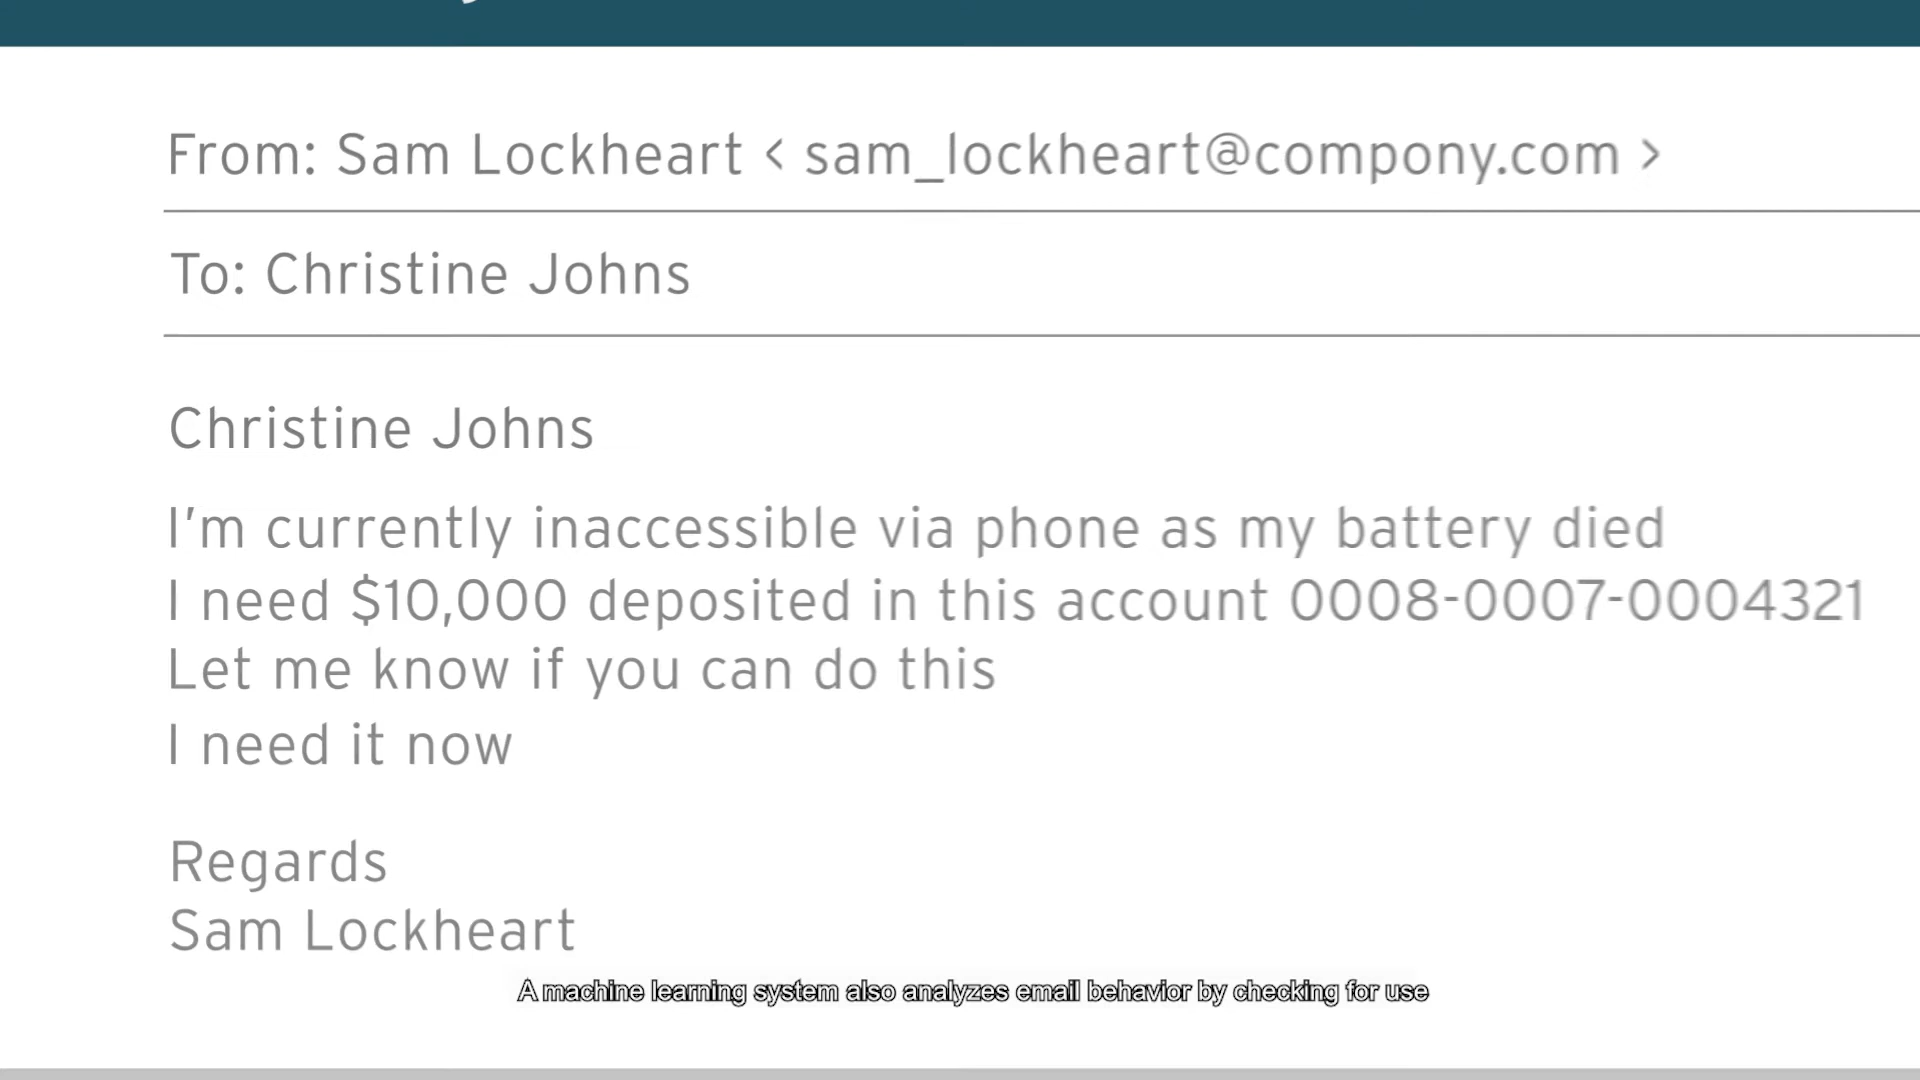 From: Sam Lockheart < sam_lockheart@compony.com >
To: Christine Johns
Christine Johns
I'm currently inaccessible via phone as my battery died
I need $10,000 deposited in this account 0008-0007-0004321
Let me know if you can do this
I need it now
Regards
Sam Lockheart
A machine learning system also analyzes email behavior by checking for use